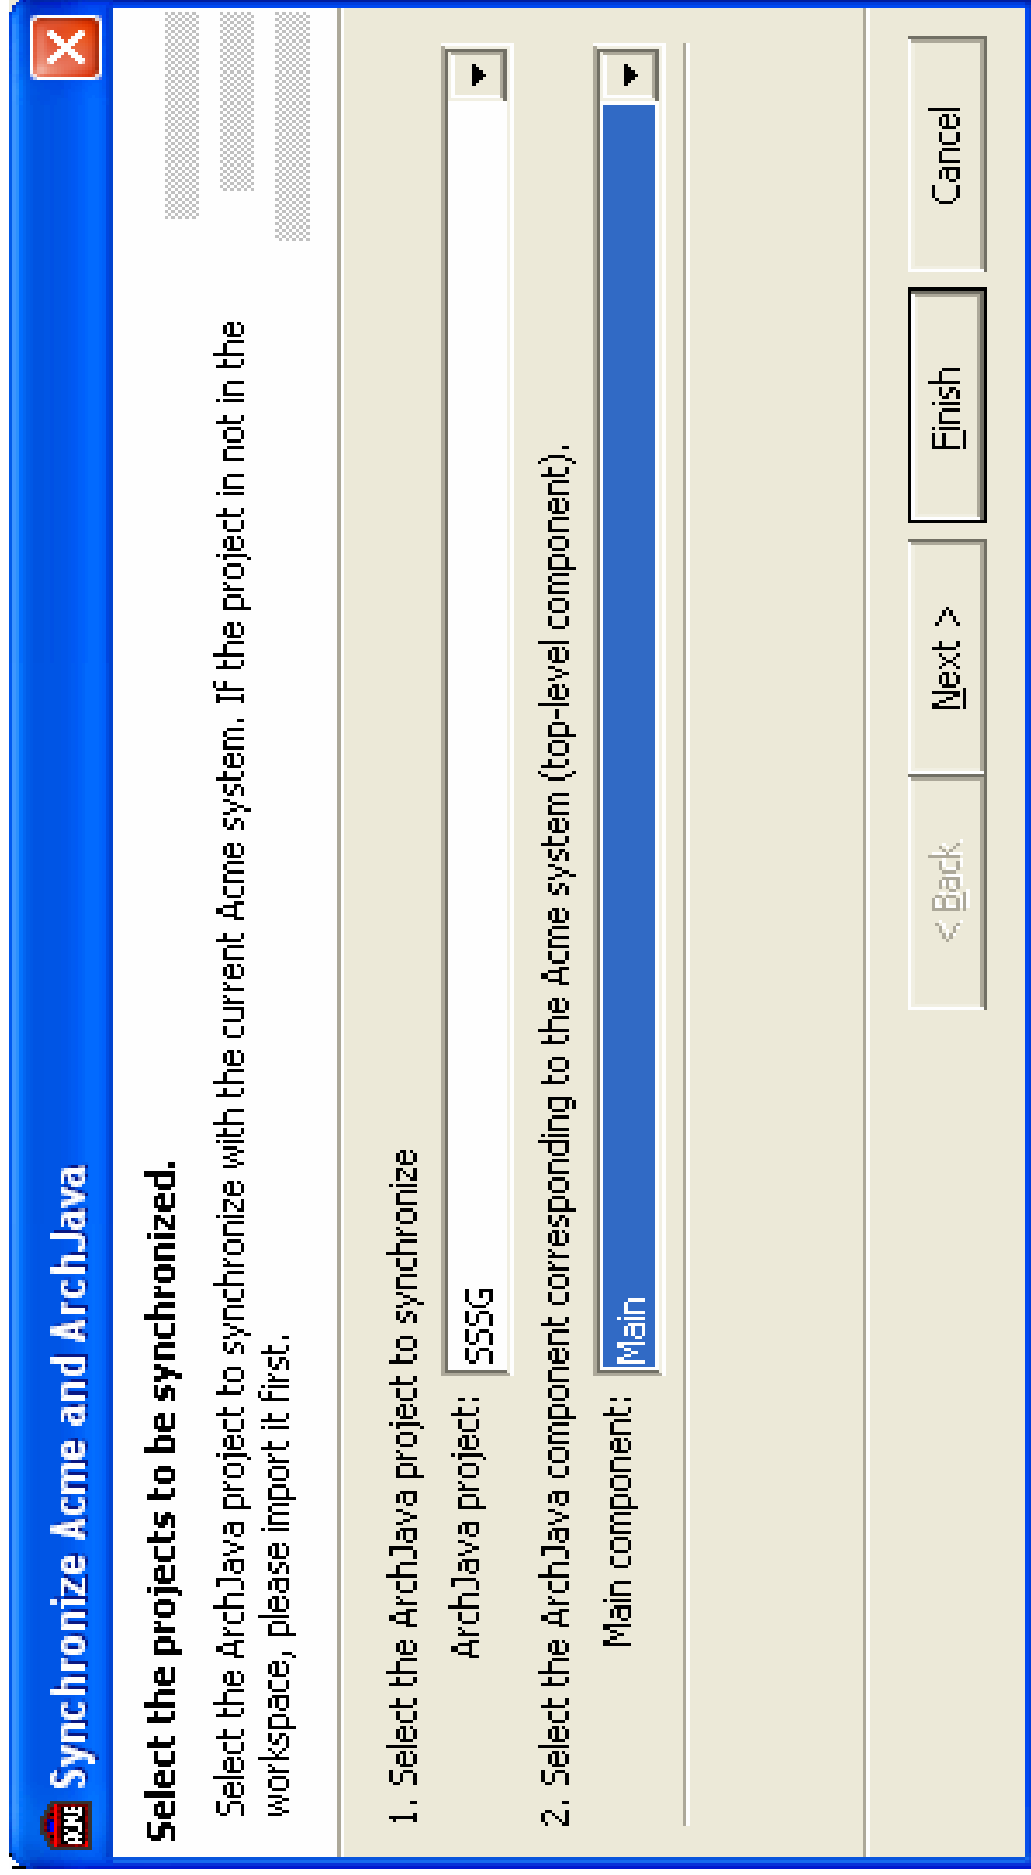 ACME Synchronize Acme and ArchJava
Select the projects to be synchronized.
Select the ArchJava project to synchronize with the current Acme system. If the project in not in the
workspace, please import it first.
1. Select the ArchJava project to synchronize
ArchJava project: SSSG
2. Select the ArchJava component corresponding to the Acme system (top-level component).
Main component: Main
< Back Next > Finish Cancel